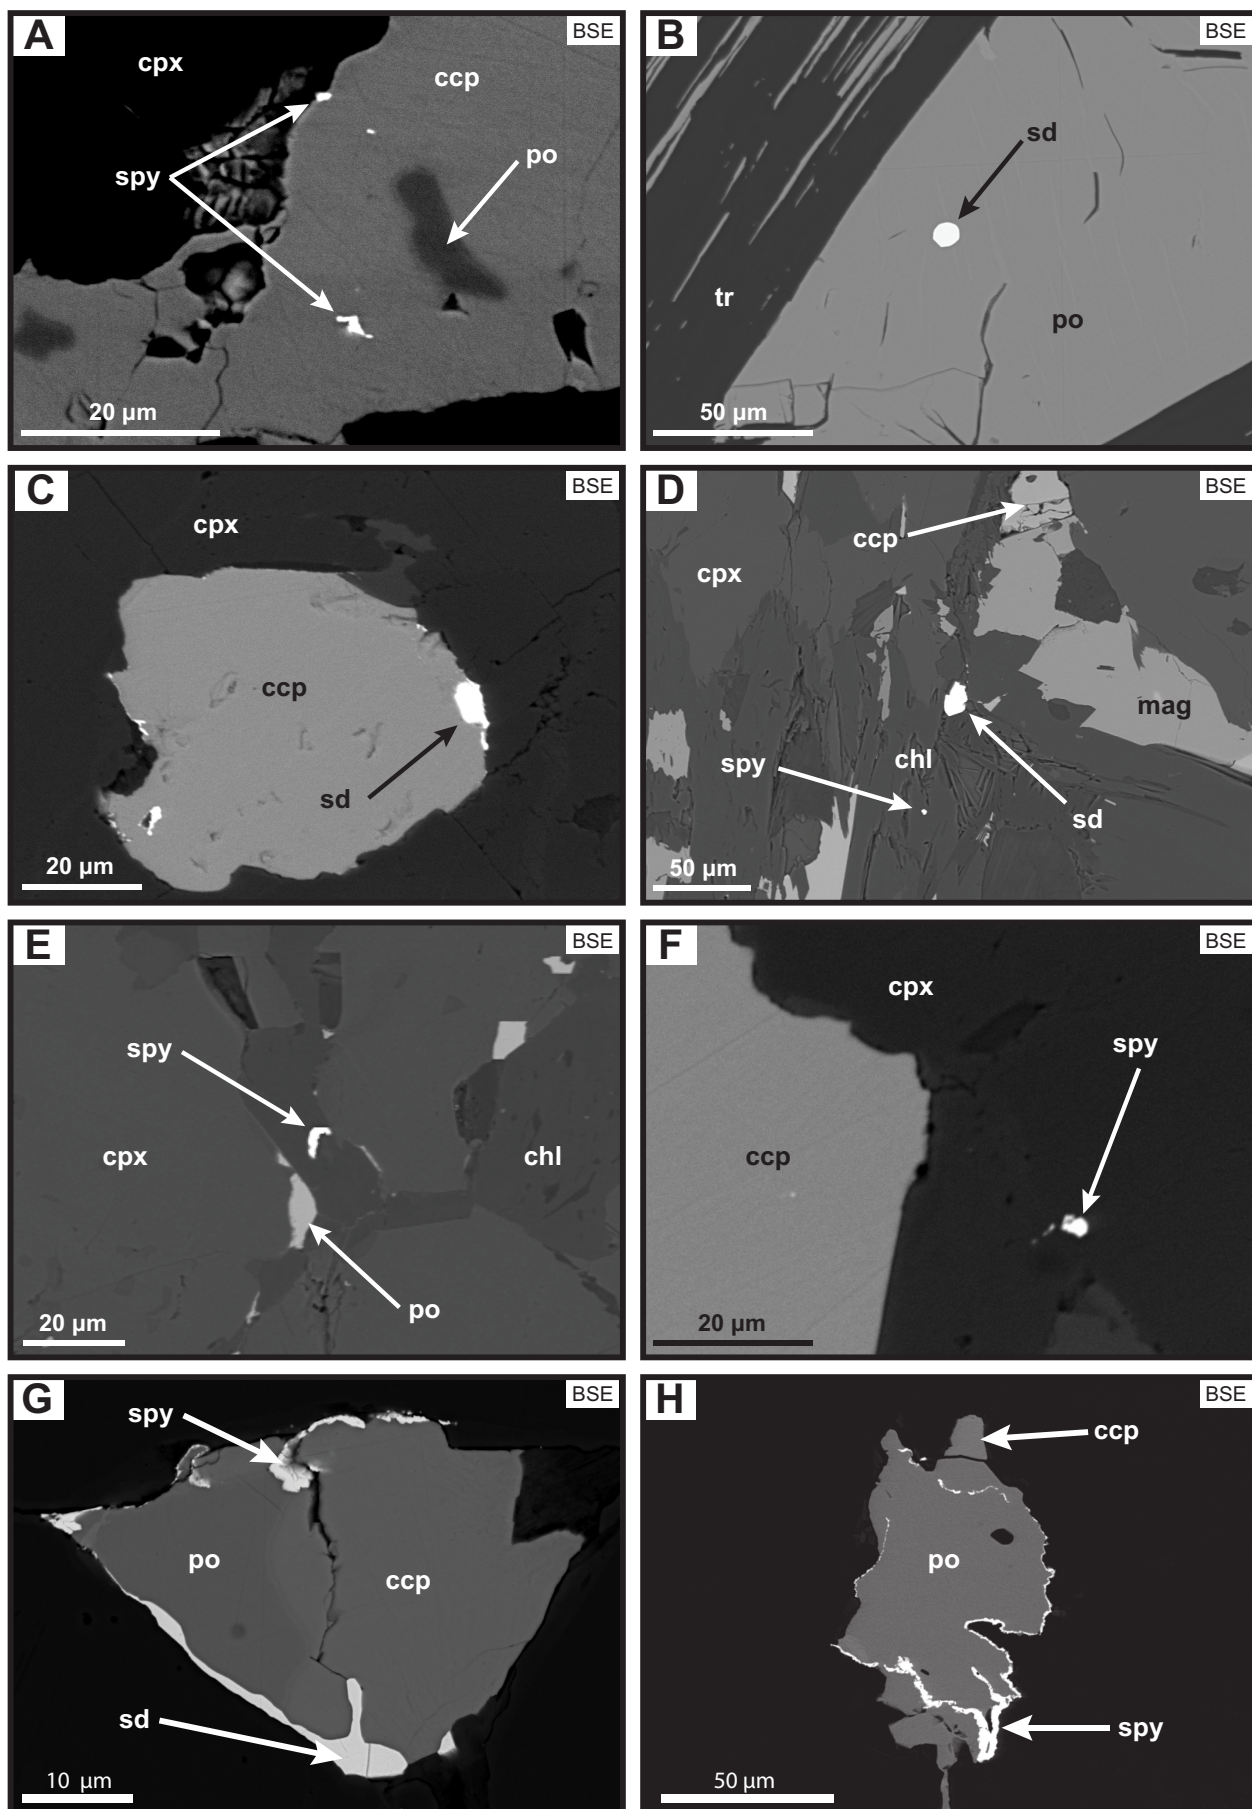 A
BSE
cpx
ccp
spy
po
20 µm
B
BSE
sd
tr
po
50 µm
C
BSE
cpx
ccp
sd
20 µm
D
BSE
ccp
cpx
mag
spy
chl
sd
50 µm
E
BSE
spy
cpx
chl
po
20 µm
F
BSE
cpx
spy
ccp
20 µm
G
BSE
spy
po
ccp
sd
10 µm
H
BSE
ccp
po
spy
50 µm